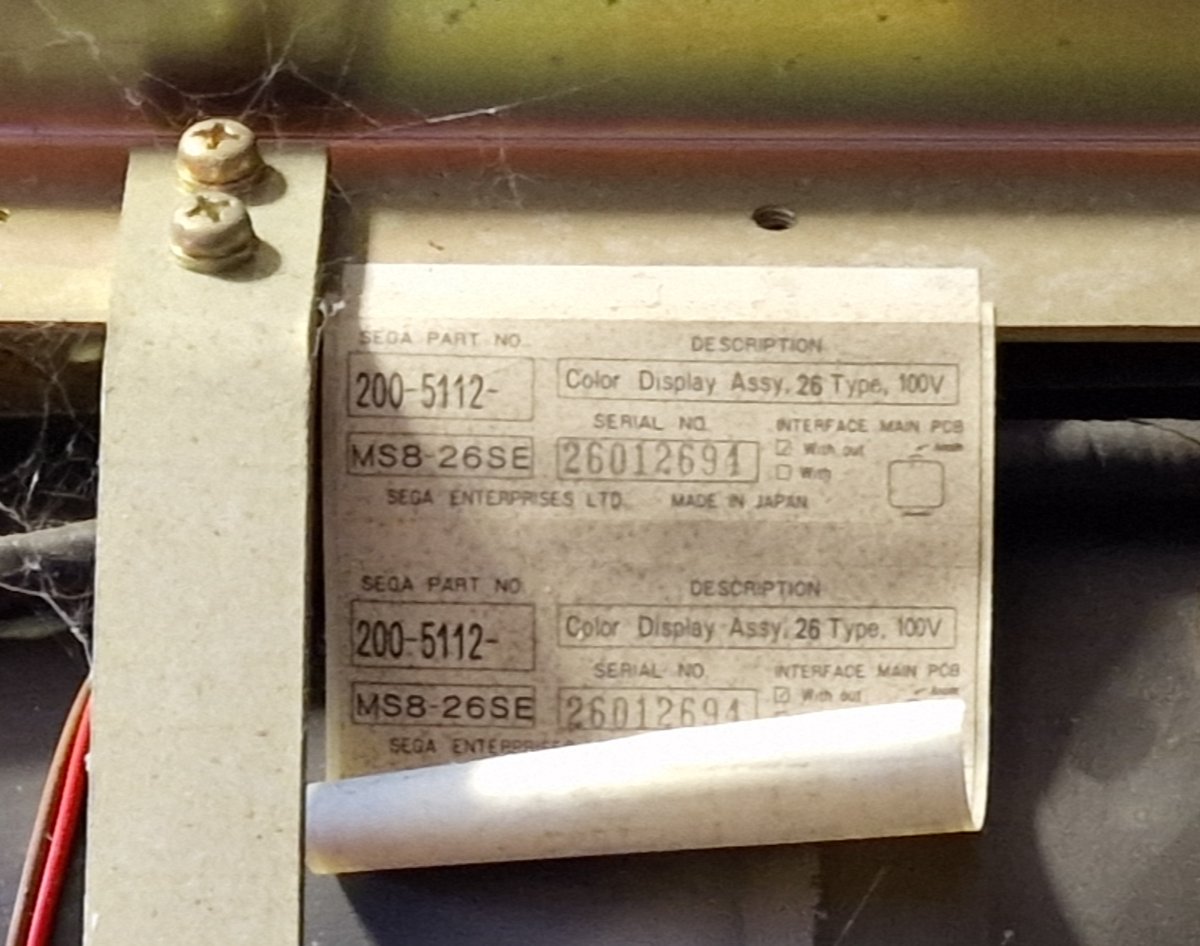 SEGA PART NO. DESCRIPTION
200-5112- Color Display Assy, 26 Type, 100V
SERIAL NO. INTERFACE MAIN PCB
MS8-26SE 26012694 With out
With
SEGA ENTERPRISES LTD. MADE IN JAPAN
SEGA PART NO. DESCRIPTION
200-5112- Color Display Assy, 26 Type, 100V
SERIAL NO. INTERFACE MAIN PCB
MS8-26SE 26012694 With out
SEGA ENTERPRISES